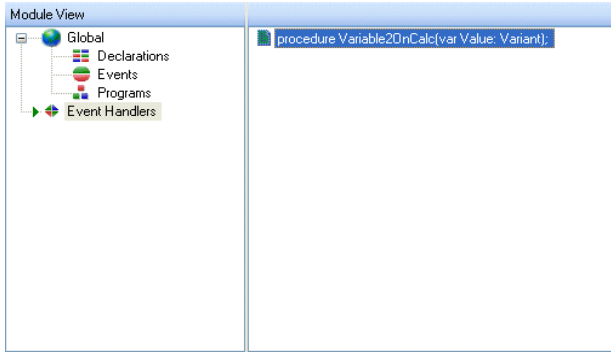 Module View
Global
procedure Variable2OnCalc(var Value: Variant);
Declarations
Events
Programs
Event Handlers